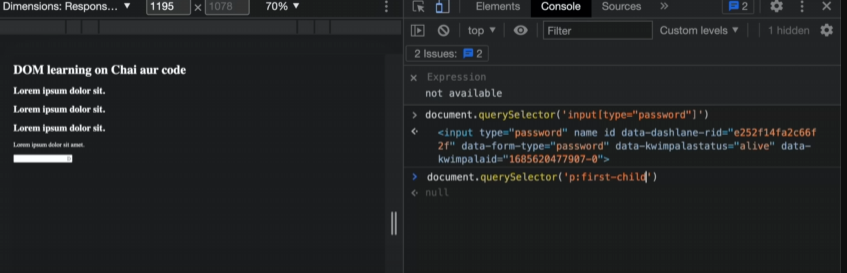 Dimensions: Respons... ▼ 1195 × 1078 70% ▼
Elements Console Sources » 2
top ▼ Filter Custom levels ▼ 1 hidden
2 Issues: 2
DOM learning on Chai aur code
Lorem ipsum dolor sit.
Lorem ipsum dolor sit.
Lorem ipsum dolor sit.
Lorem ipsum dolor sit amet.
Expression
not available
document.querySelector('input[type="password"]')
<input type="password" name id data-dashlane-rid="e252f14fa2c66f
2f" data-form-type="password" data-kwimpalastatus="alive" data-
kwimpalaid="1685620477907-0">
document.querySelector('p:first-child')
null